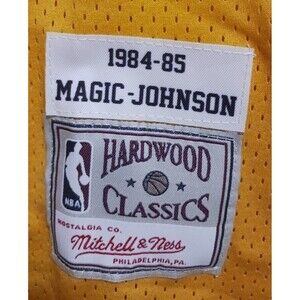 1984-85
MAGIC-JOHNSON
HARDWOOD
NBA
CLASSICS
NOSTALGIA CO.
Mitchell & Ness
PHILADELPHIA, PA.